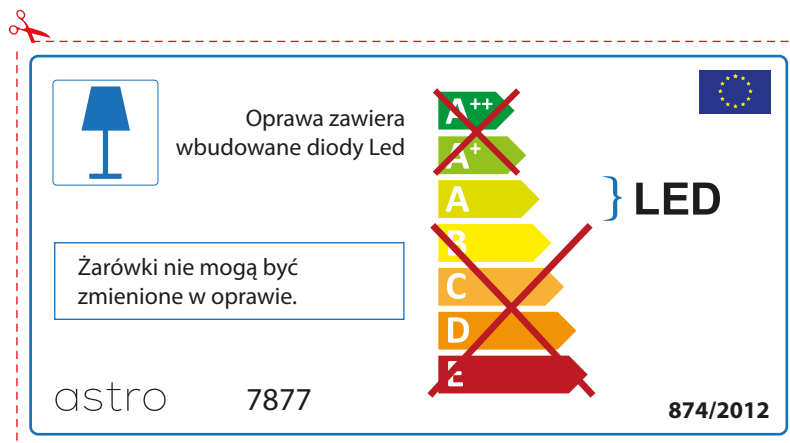 Oprawa zawiera
wbudowane diody Led
A++
A+
A
B
C
D
E
LED
Żarówki nie mogą być
zmienione w oprawie.
astro
7877
874/2012